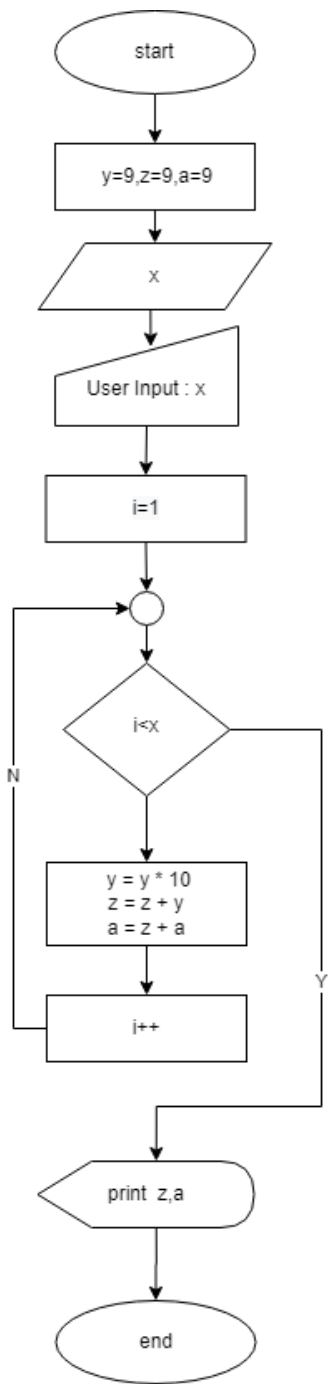 start
y=9,z=9,a=9
x
User Input : x
i=1
i<x
N
y = y * 10
z = z + y
a = z + a
Y
i++
print z,a
end